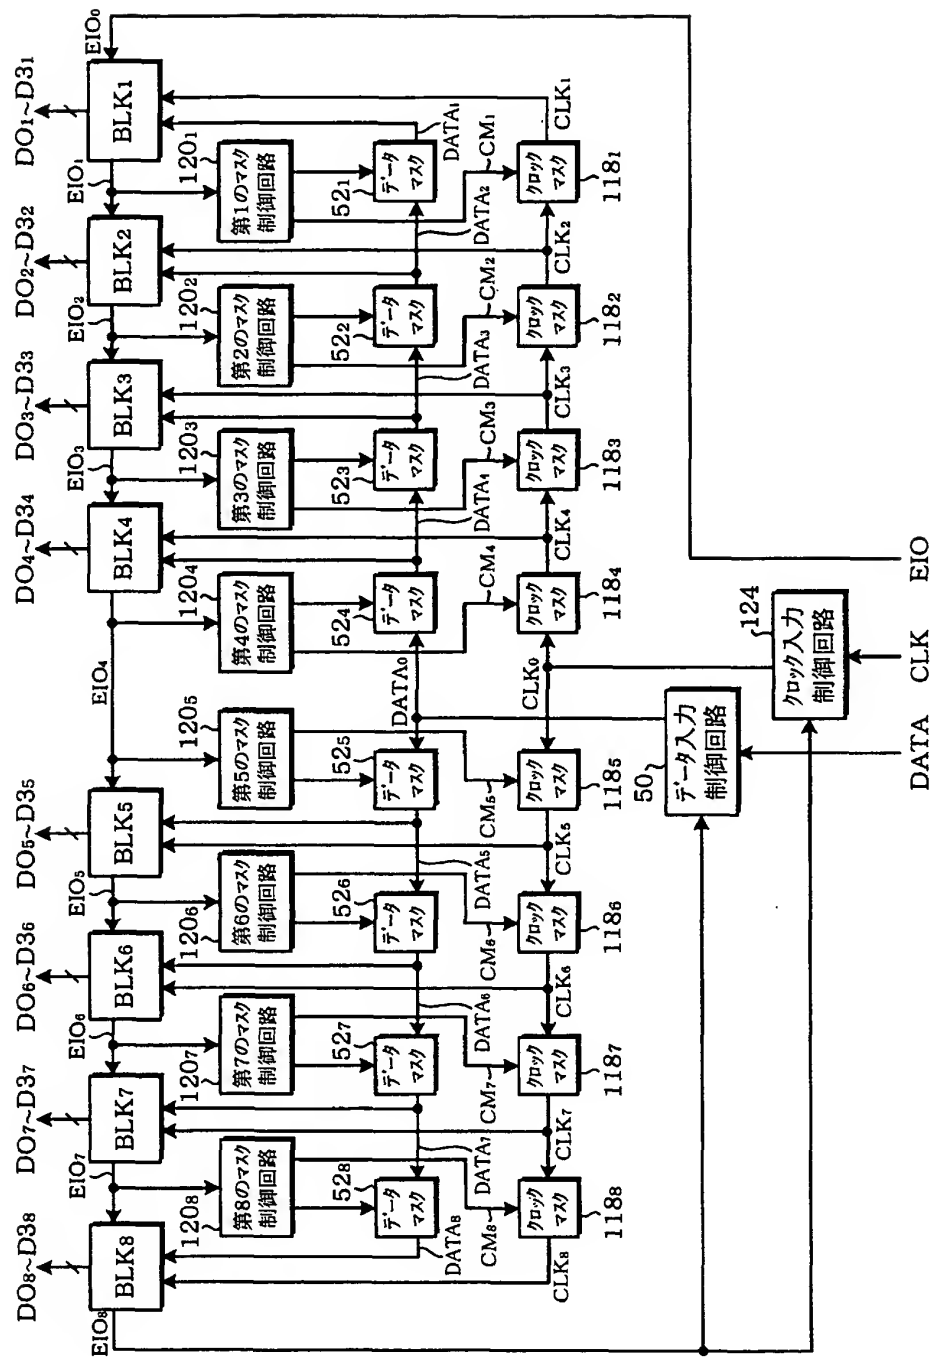 DO₈~D3₈
DO₇~D3₇
DO₆~D3₆
DO₅~D3₅
DO₄~D3₄
DO₃~D3₃
DO₂~D3₂
DO₁~D3₁
EIO₈
EIO₇
EIO₆
EIO₅
EIO₄
EIO₃
EIO₂
EIO₁
EIO₀
BLK8
BLK7
BLK6
BLK5
BLK4
BLK3
BLK2
BLK1
120₈
120₇
120₆
120₅
120₄
120₃
120₂
120₁
第8のマスク
制御回路
第7のマスク
制御回路
第6のマスク
制御回路
第5のマスク
制御回路
第4のマスク
制御回路
第3のマスク
制御回路
第2のマスク
制御回路
第1のマスク
制御回路
52₈
52₇
52₆
52₅
52₄
52₃
52₂
52₁
データ
マスク
データ
マスク
データ
マスク
データ
マスク
データ
マスク
データ
マスク
データ
マスク
データ
マスク
DATA₈
DATA₇
DATA₆
DATA₅
DATA₀
DATA₄
DATA₃
DATA₂
DATA₁
CM₈
CM₇
CM₆
CM₅
CM₄
CM₃
CM₂
CM₁
クロック
マスク
クロック
マスク
クロック
マスク
クロック
マスク
クロック
マスク
クロック
マスク
クロック
マスク
クロック
マスク
CLK₈
CLK₇
CLK₆
CLK₅
CLK₀
CLK₄
CLK₃
CLK₂
CLK₁
118₈
118₇
118₆
118₅
118₄
118₃
118₂
118₁
50
データ入力
制御回路
124
クロック入力
制御回路
DATA
CLK
EIO